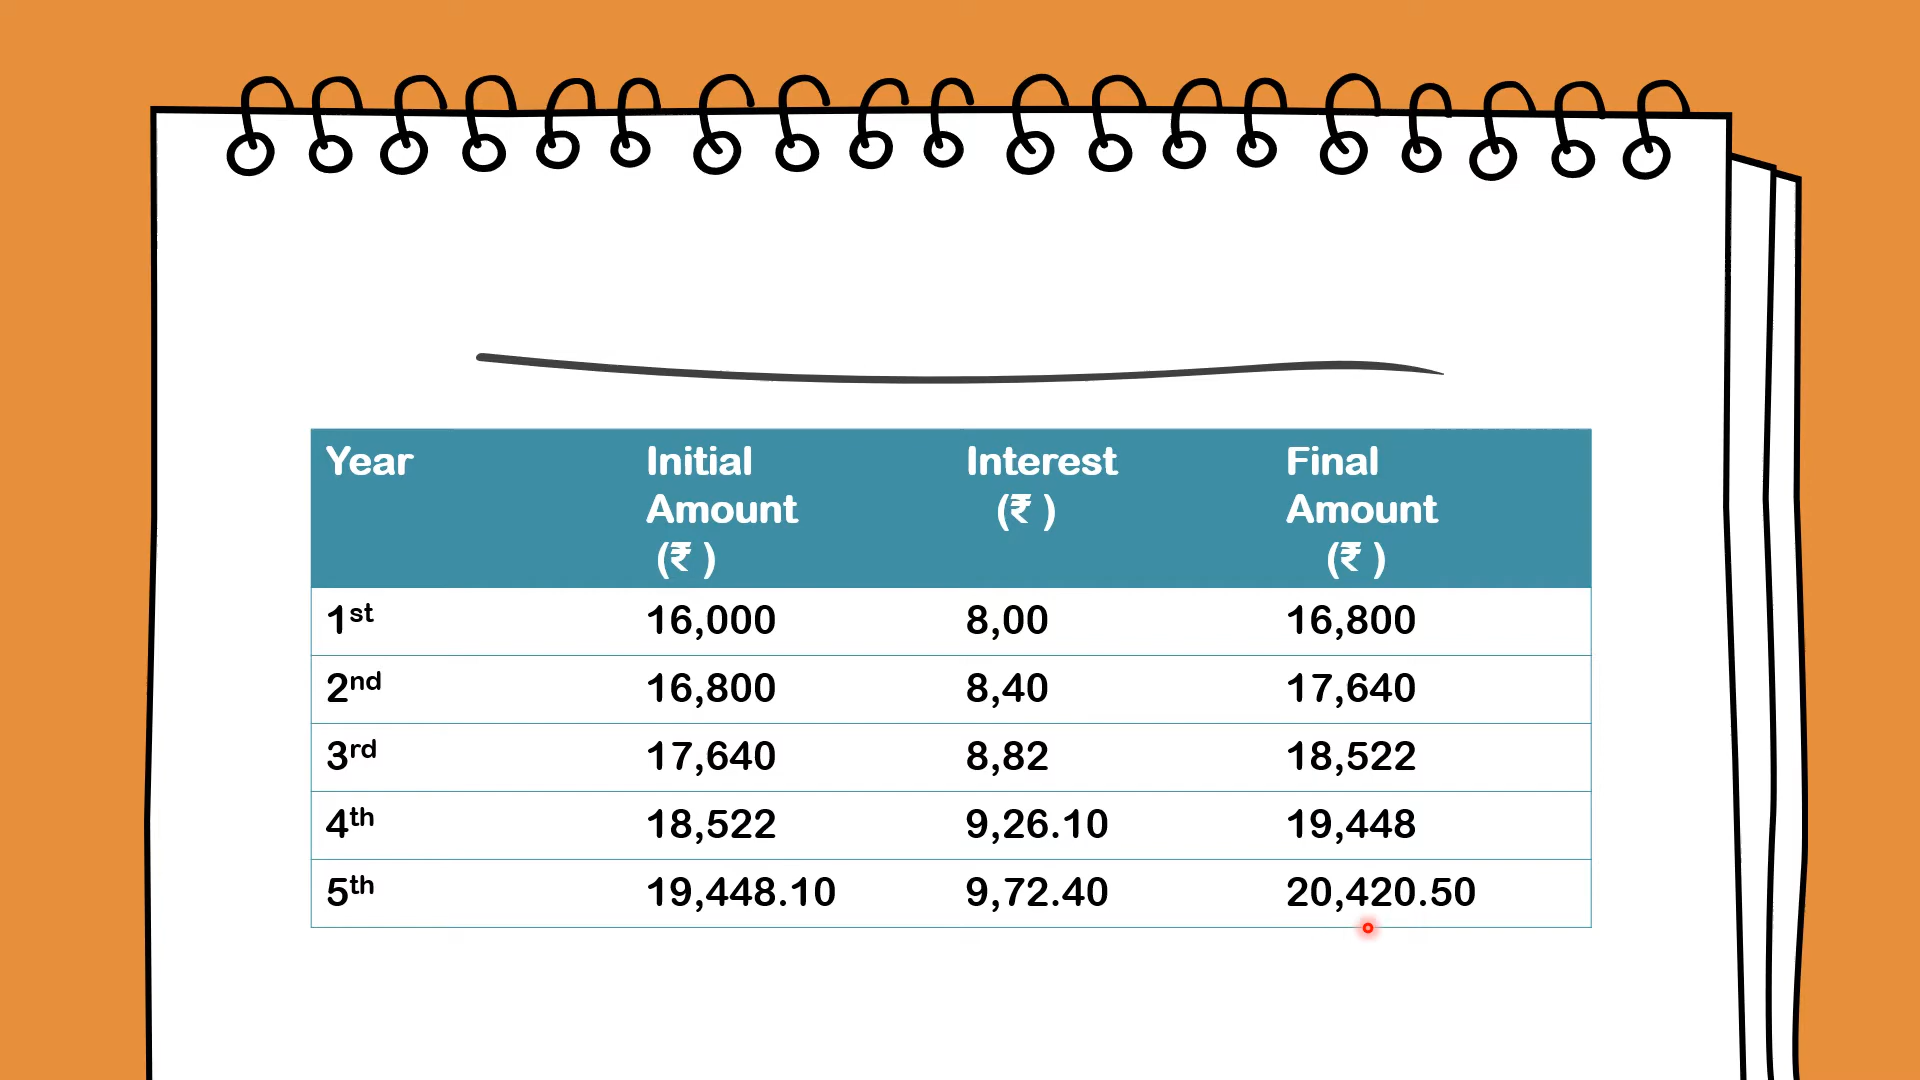 Year Initial Amount (₹ ) Interest (₹ ) Final Amount (₹ )
1st 16,000 8,00 16,800
2nd 16,800 8,40 17,640
3rd 17,640 8,82 18,522
4th 18,522 9,26.10 19,448
5th 19,448.10 9,72.40 20,420.50